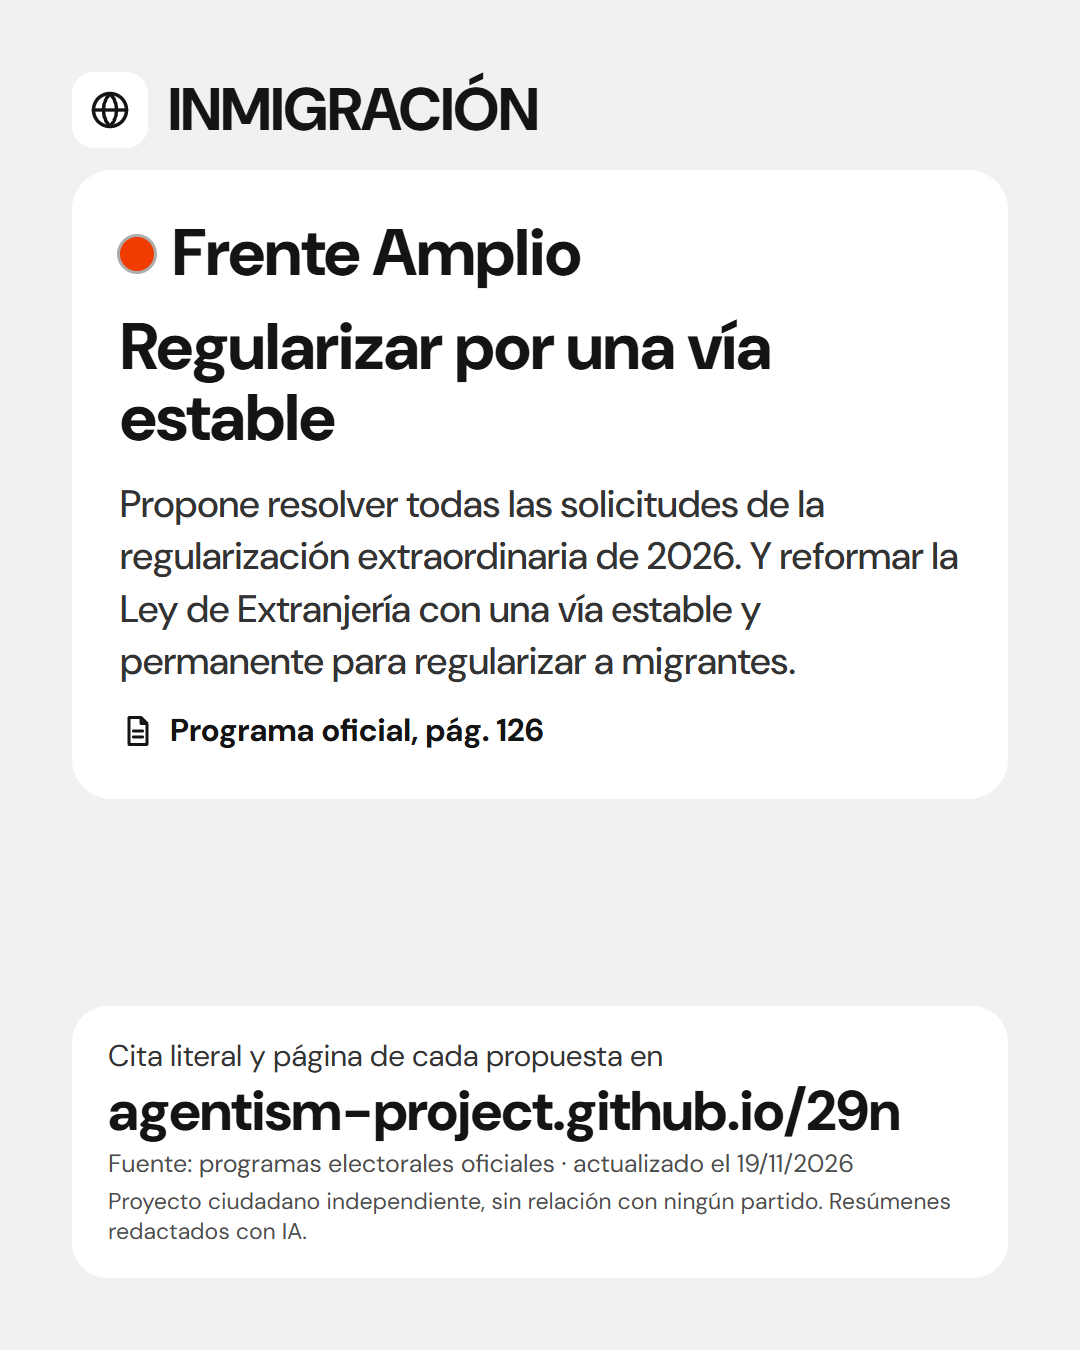 INMIGRACIÓN
Frente Amplio
Regularizar por una vía
estable
Propone resolver todas las solicitudes de la
regularización extraordinaria de 2026. Y reformar la
Ley de Extranjería con una vía estable y
permanente para regularizar a migrantes.
Programa oficial, pág. 126
Cita literal y página de cada propuesta en
agentism-project.github.io/29n
Fuente: programas electorales oficiales · actualizado el 19/11/2026
Proyecto ciudadano independiente, sin relación con ningún partido. Resúmenes
redactados con IA.